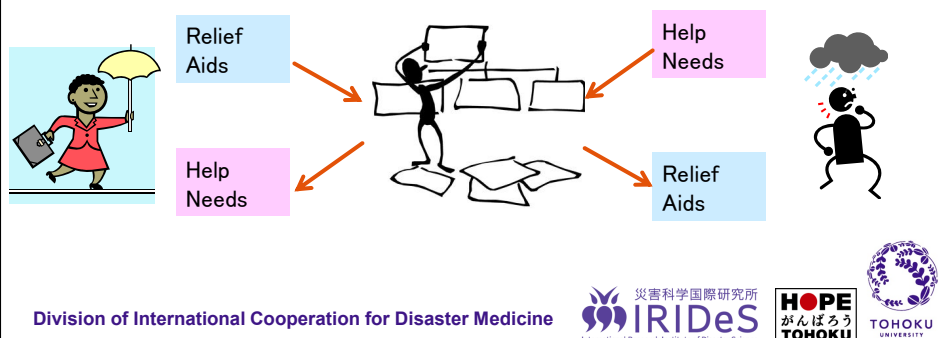 Relief
Aids
Help
Needs
Help
Needs
Relief
Aids
Division of International Cooperation for Disaster Medicine
災害科学国際研究所
IRIDeS
HOPE
がんばろう
TOHOKU
TOHOKU
UNIVERSITY